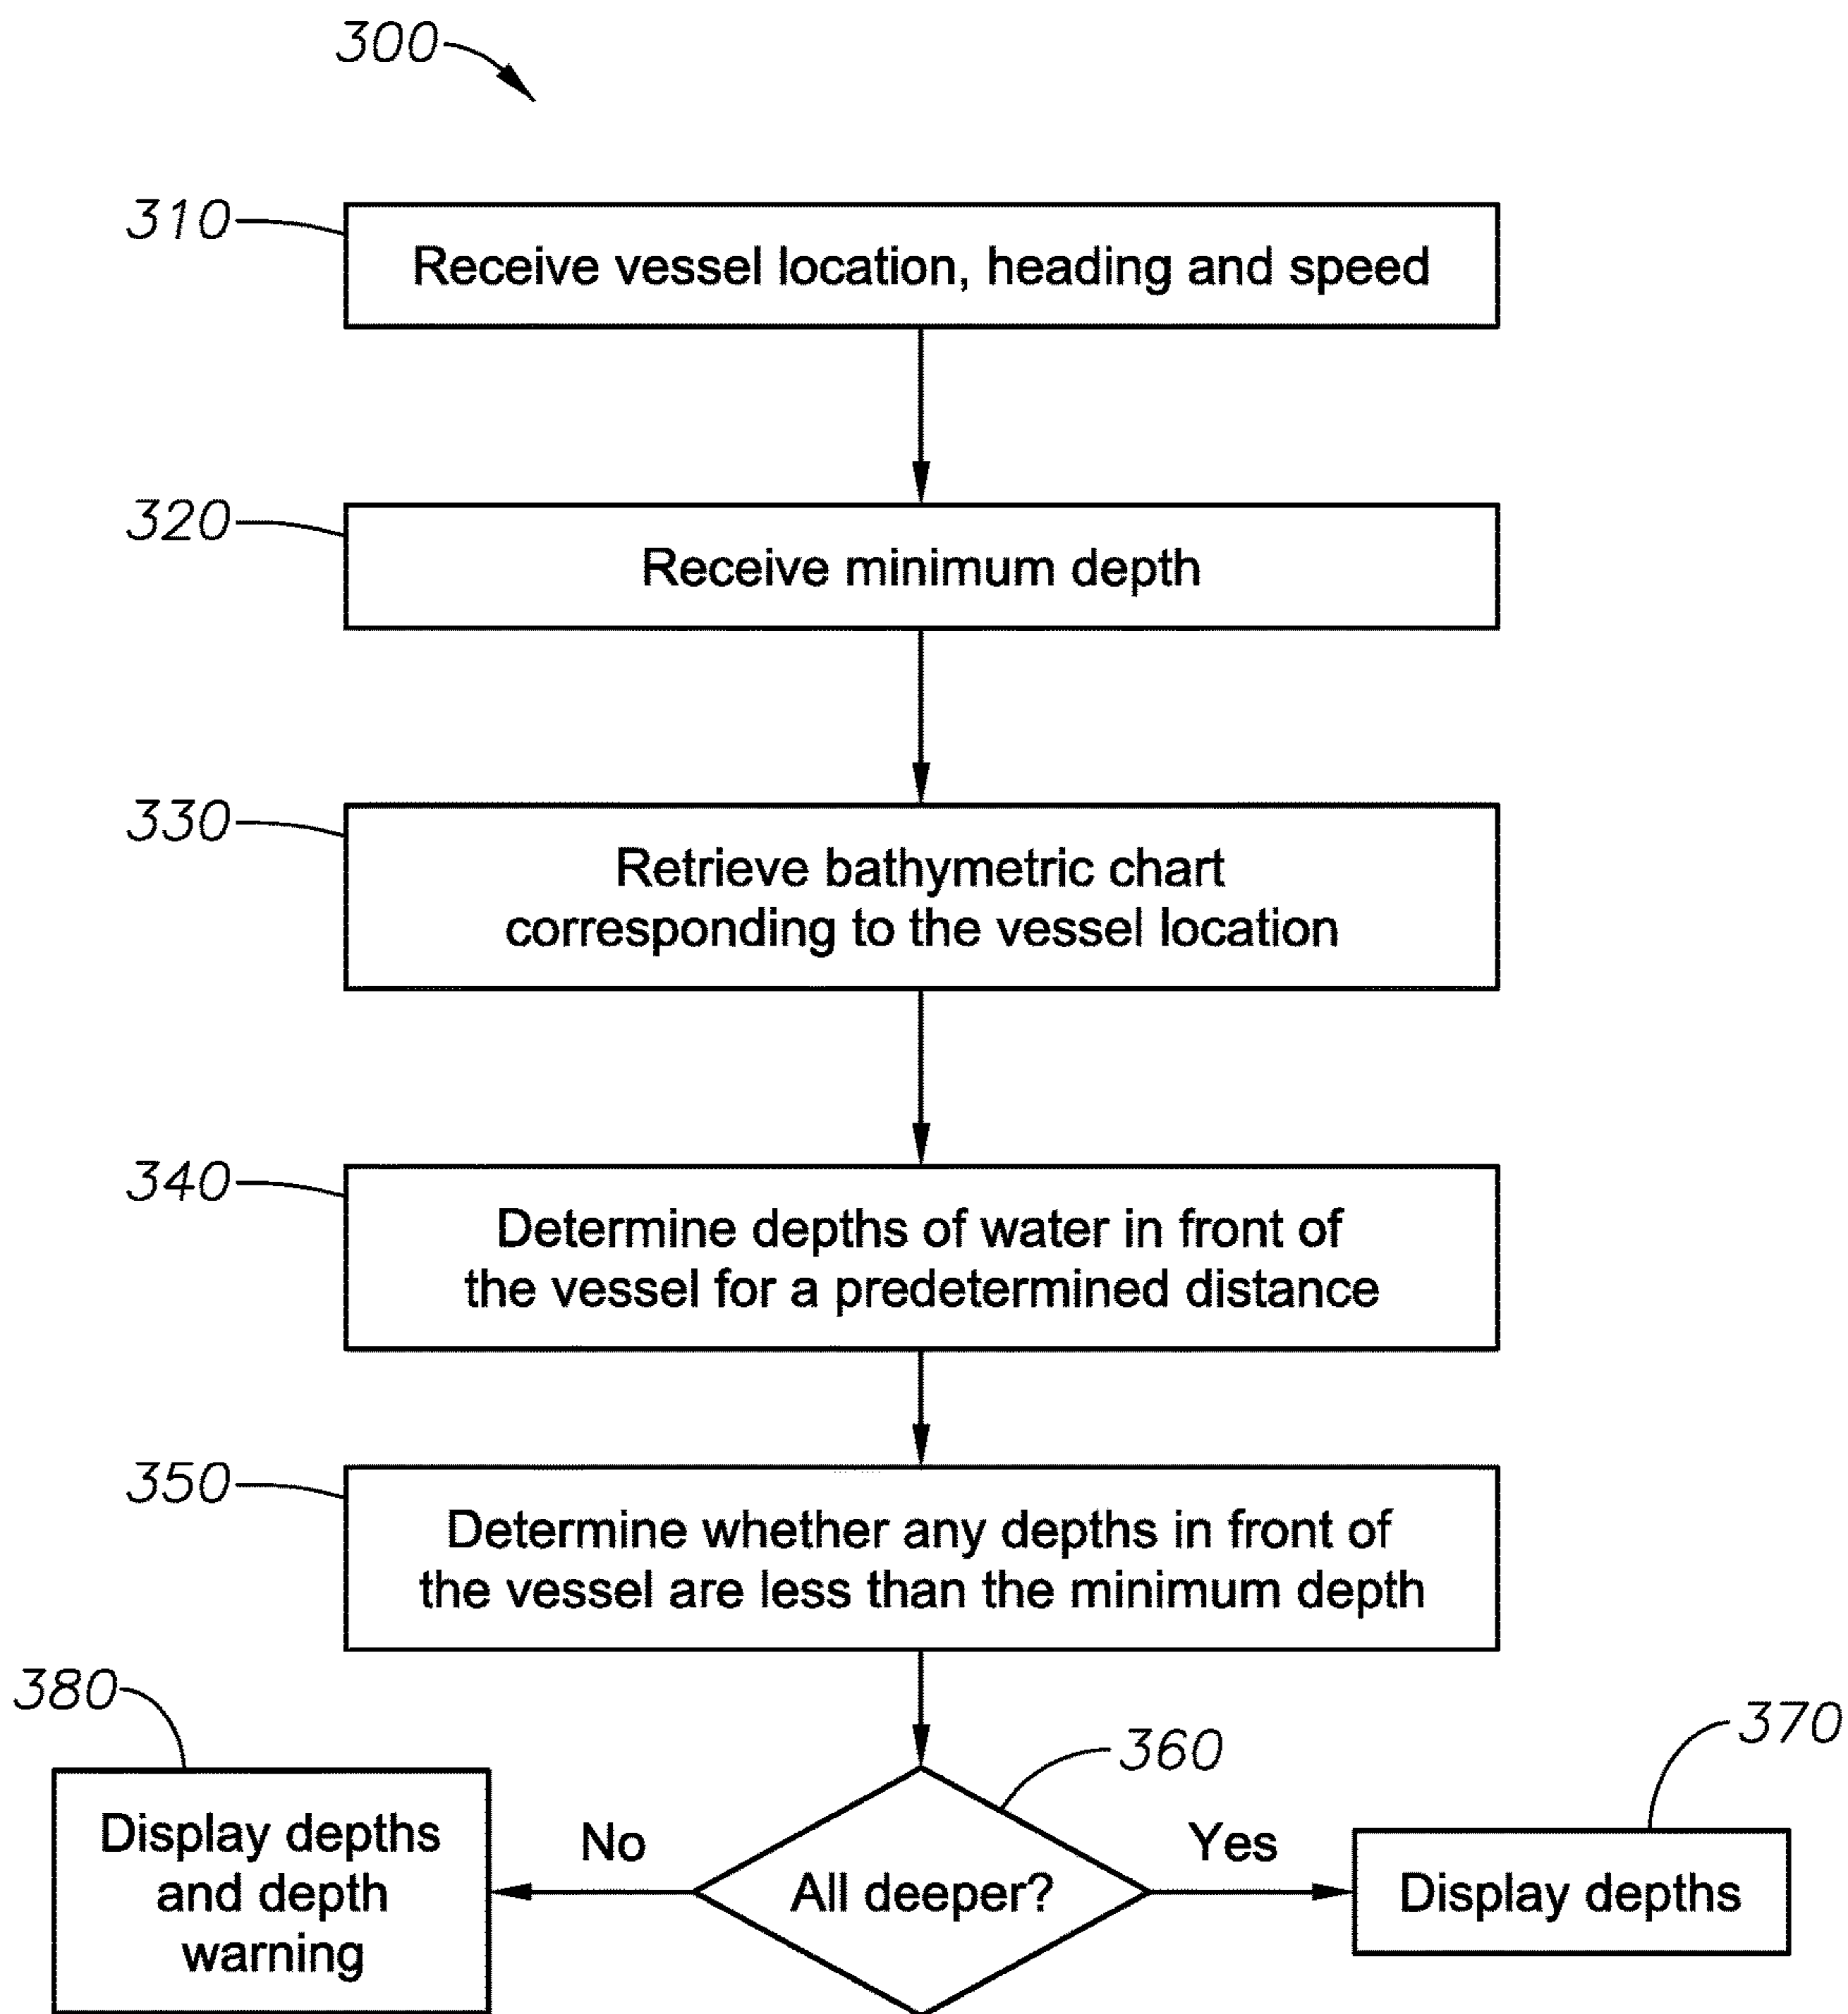 300
310
Receive vessel location, heading and speed
320
Receive minimum depth
330
Retrieve bathymetric chart
corresponding to the vessel location
340
Determine depths of water in front of
the vessel for a predetermined distance
350
Determine whether any depths in front of
the vessel are less than the minimum depth
380
Display depths
and depth
warning
No
360
All deeper?
Yes
370
Display depths